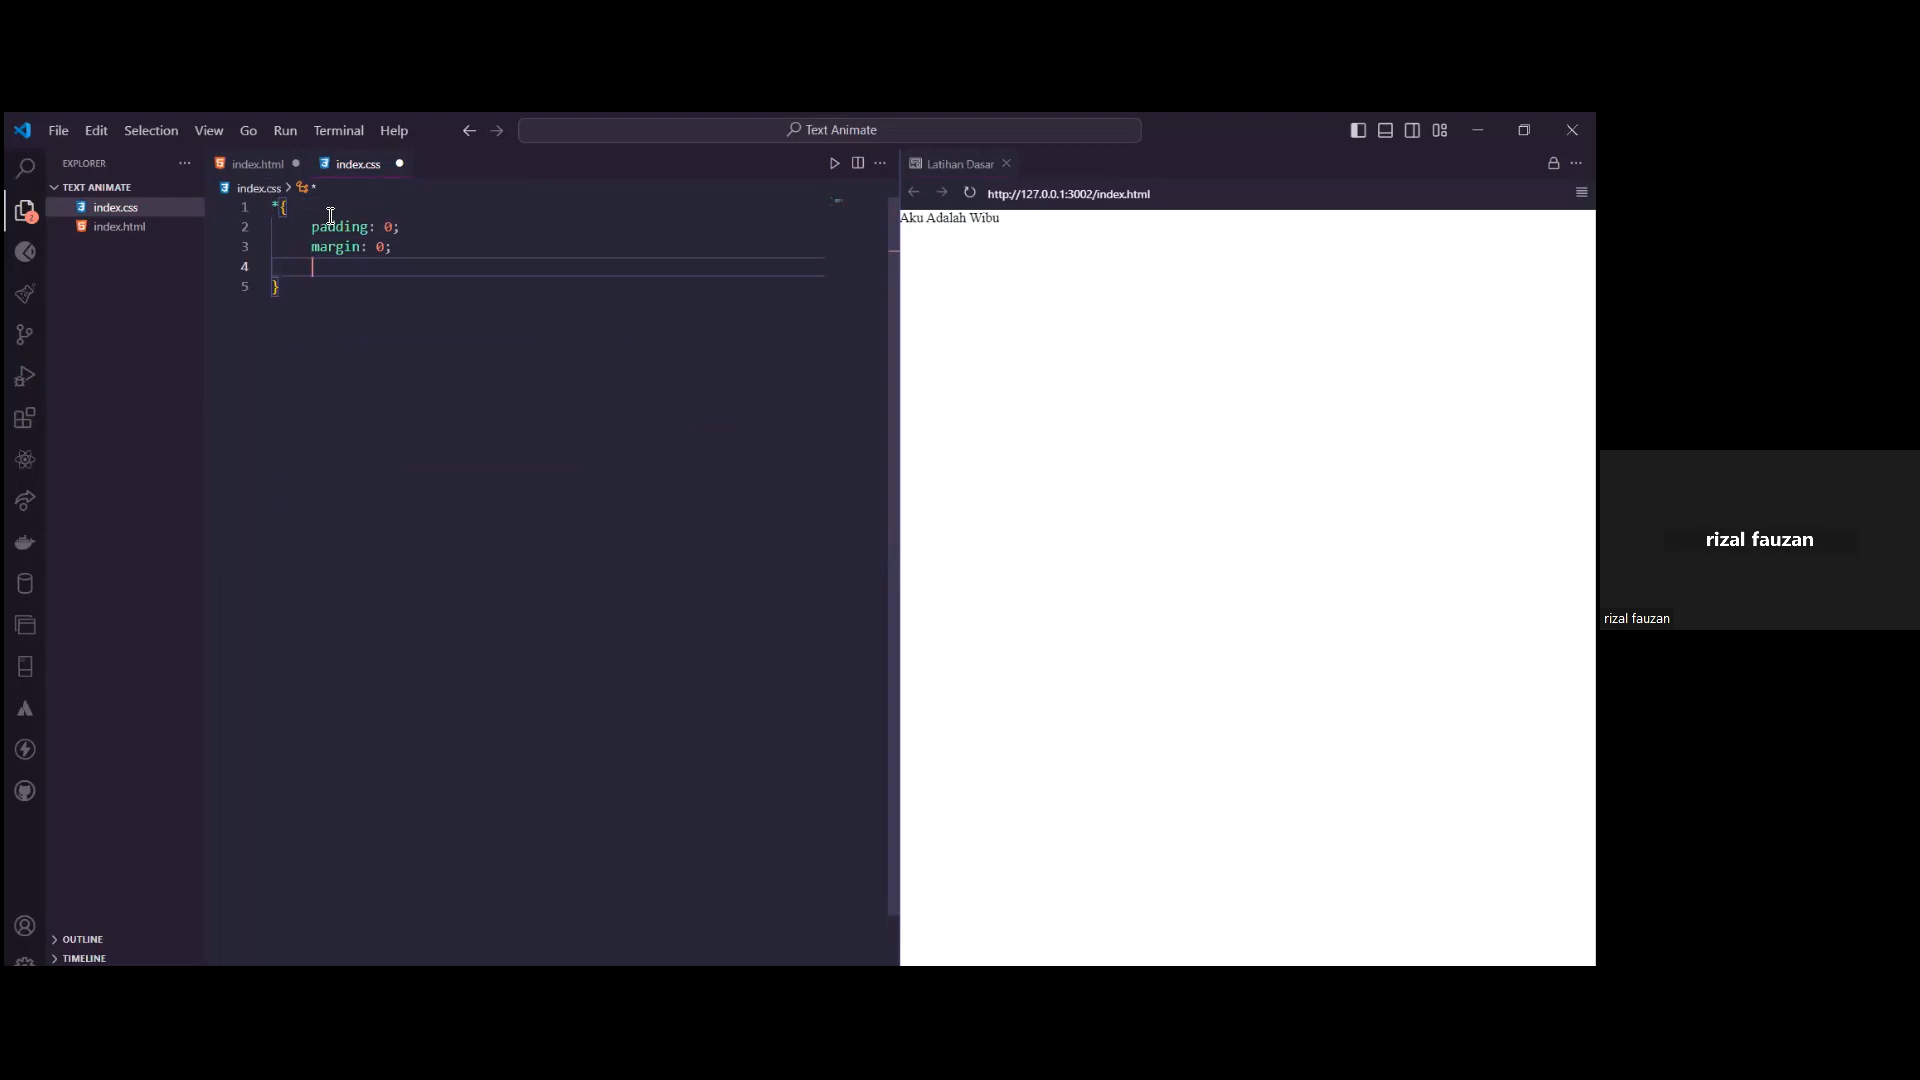 File Edit Selection View Go Run Terminal Help
Text Animate
EXPLORER
TEXT ANIMATE
index.css
index.html
OUTLINE
TIMELINE
2
index.html
index.css
index.css > *
1 *{
2 padding: 0;
3 margin: 0;
4
5 }
Latihan Dasar
http://127.0.0.1:3002/index.html
Aku Adalah Wibu
rizal fauzan
rizal fauzan